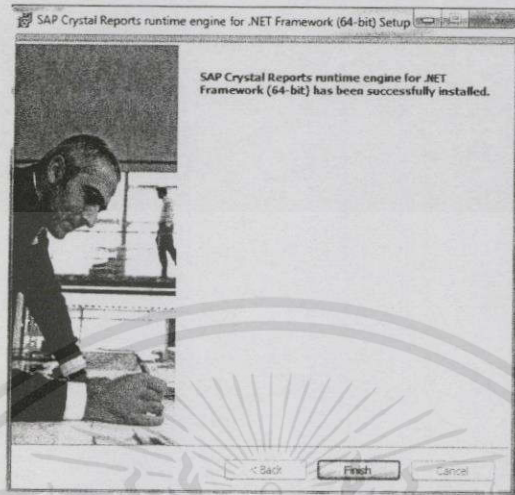 SAP Crystal Reports runtime engine for .NET Framework (64-bit) Setup
SAP Crystal Reports runtime engine for .NET
Framework (64-bit) has been successfully installed.
< Back
Finish
Cancel